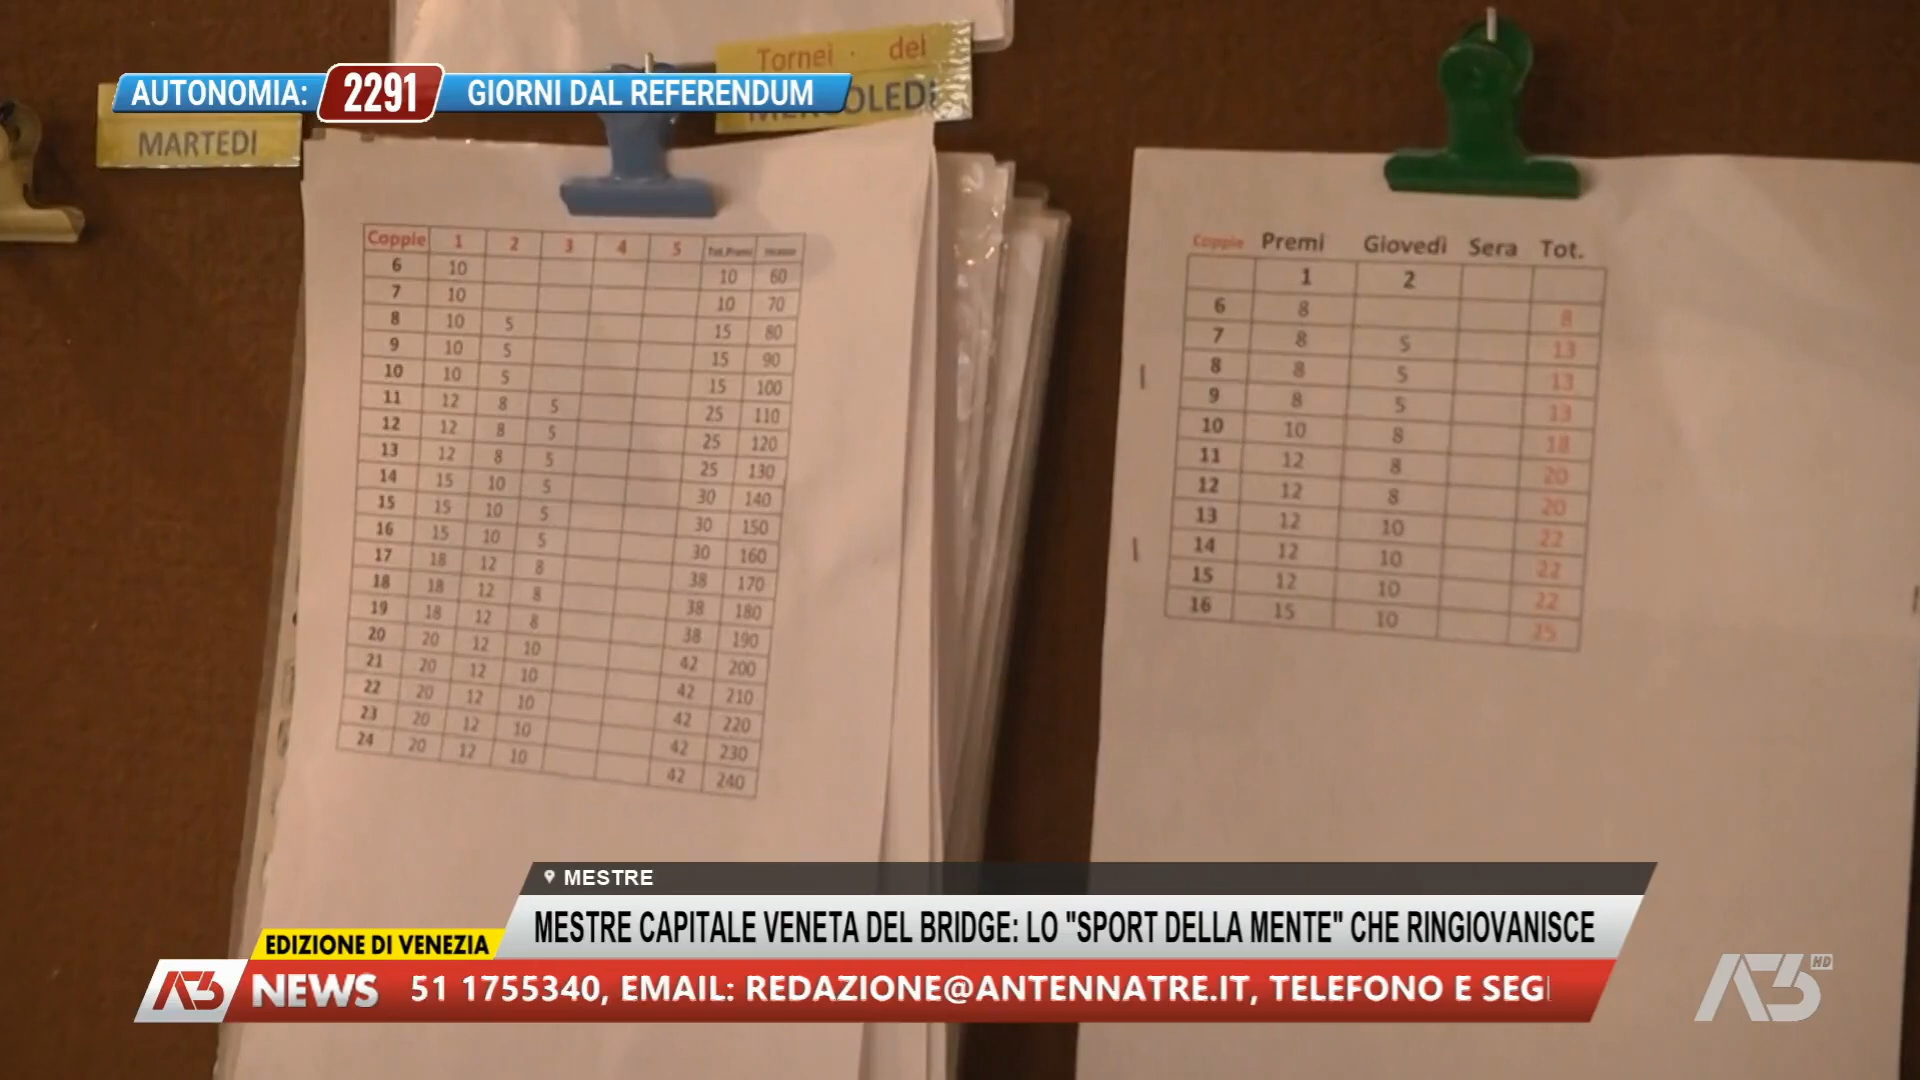 Tornei . del
AUTONOMIA: 2291 GIORNI DAL REFERENDUM
MERCOLEDI
MARTEDI
Coppie 1 2 3 4 5 Tot.Premi
6 10 10 60
7 10 10 70
8 10 5 15 80
9 10 5 15 90
10 10 5 15 100
11 12 8 5 25 110
12 12 8 5 25 120
13 12 8 5 25 130
14 15 10 5 30 140
15 15 10 5 30 150
16 15 10 5 30 160
17 18 12 8 38 170
18 18 12 8 38 180
19 18 12 8 38 190
20 20 12 10 42 200
21 20 12 10 42 210
22 20 12 10 42 220
23 20 12 10 42 230
24 20 12 10 42 240
Coppie Premi Giovedì Sera Tot.
1 2
6 8 8
7 8 5 13
8 8 5 13
9 8 5 13
10 10 8 18
11 12 8 20
12 12 8 20
13 12 10 22
14 12 10 22
15 12 10 22
16 15 10 25
MESTRE
MESTRE CAPITALE VENETA DEL BRIDGE: LO "SPORT DELLA MENTE" CHE RINGIOVANISCE
EDIZIONE DI VENEZIA
A3 NEWS 51 1755340, EMAIL: REDAZIONE@ANTENNATRE.IT, TELEFONO E SEG
A3 HD